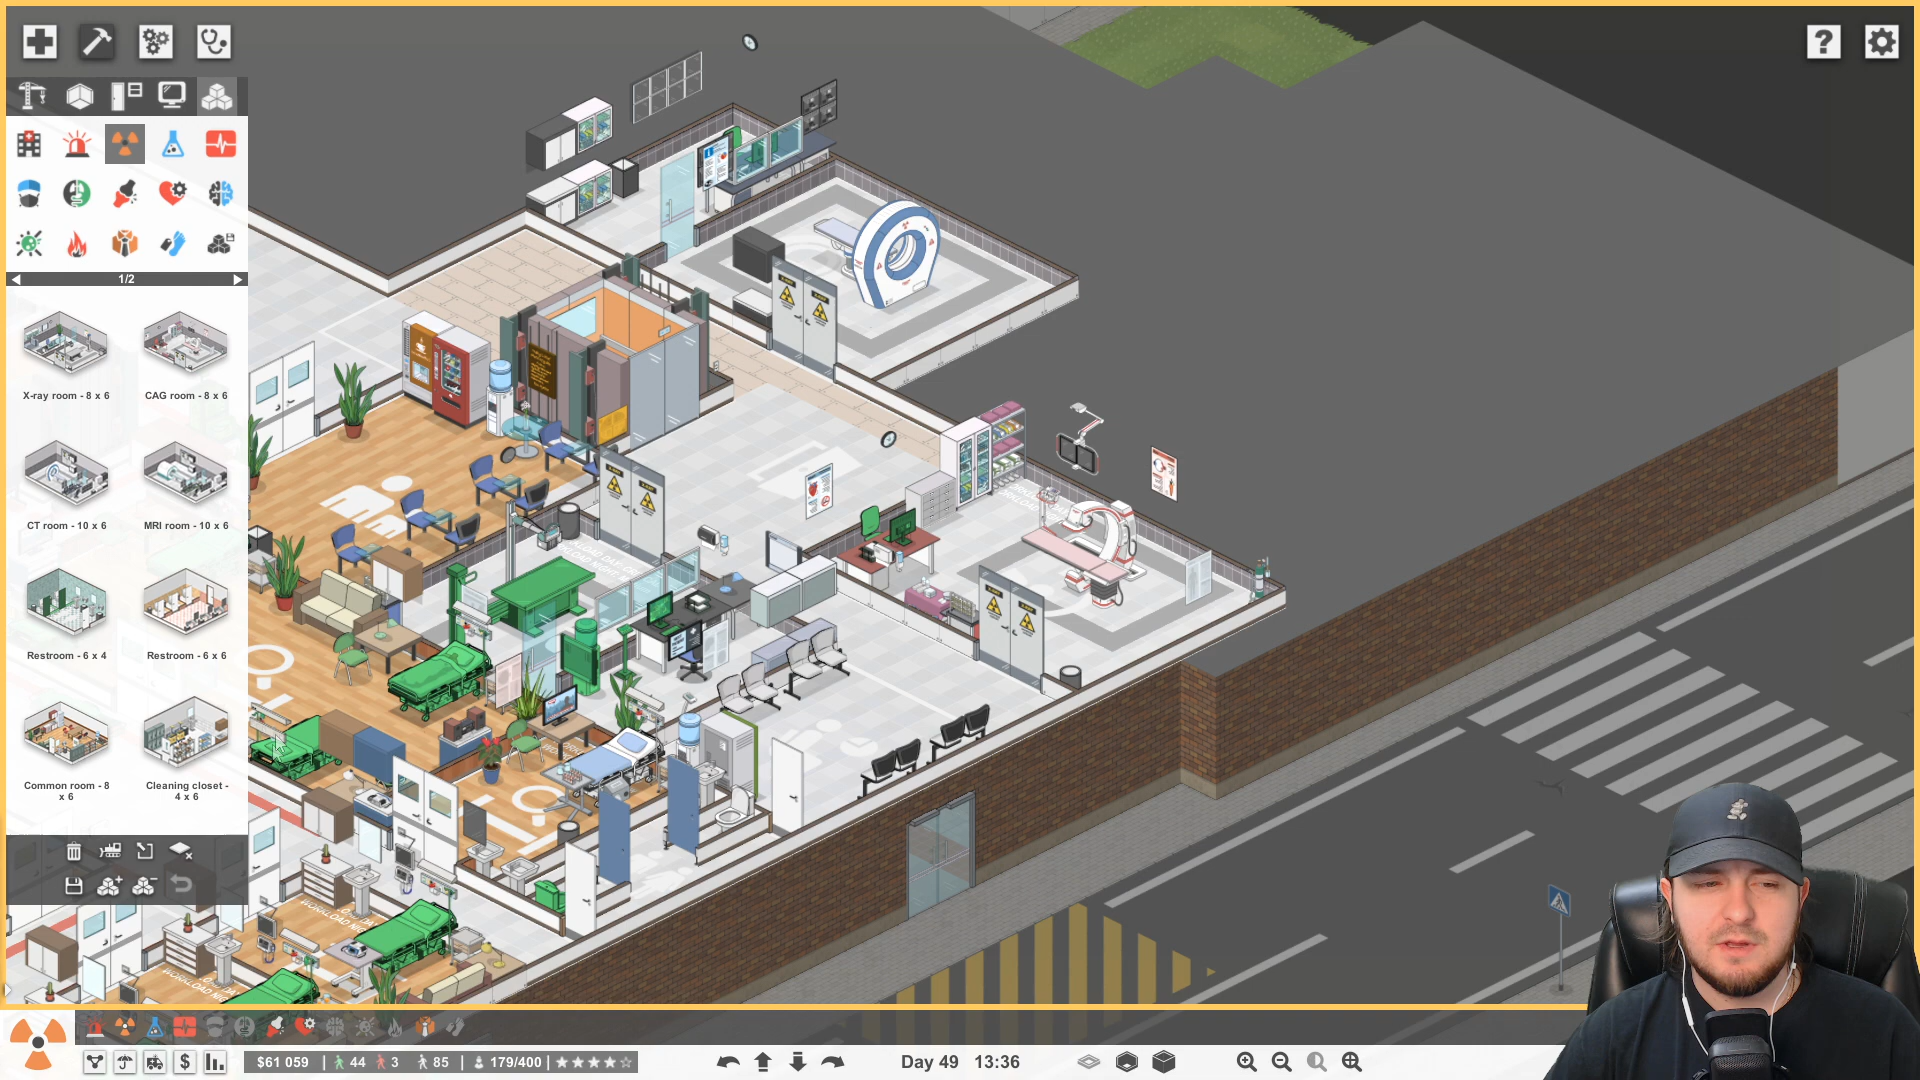 1/2
X-ray room - 8 x 6
CAG room - 8 x 6
CT room - 10 x 6
MRI room - 10 x 6
Restroom - 6 x 4
Restroom - 6 x 6
Common room - 8 x 6
Cleaning closet - 4 x 6
$61 059 | 44 3 85 | 179/400
Day 49 13:36
?